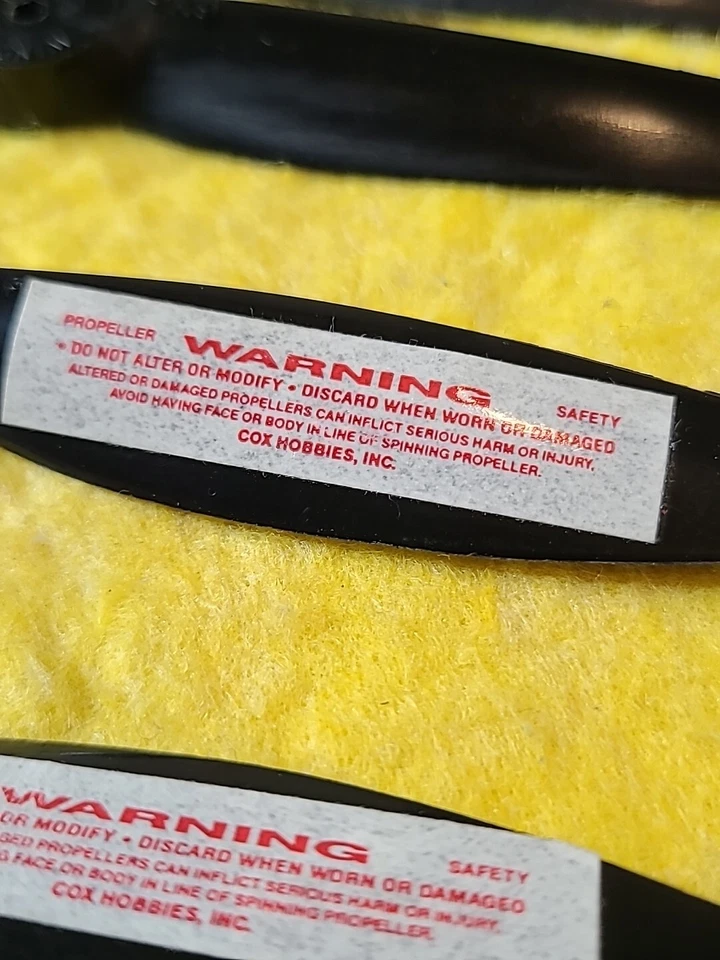 PROPELLER WARNING SAFETY
* DO NOT ALTER OR MODIFY • DISCARD WHEN WORN OR DAMAGED
ALTERED OR DAMAGED PROPELLERS CAN INFLICT SERIOUS HARM OR INJURY.
AVOID HAVING FACE OR BODY IN LINE OF SPINNING PROPELLER.
COX HOBBIES, INC.
WARNING SAFETY
OR MODIFY • DISCARD WHEN WORN OR DAMAGED
GED PROPELLERS CAN INFLICT SERIOUS HARM OR INJURY.
G FACE OR BODY IN LINE OF SPINNING PROPELLER.
COX HOBBIES, INC.